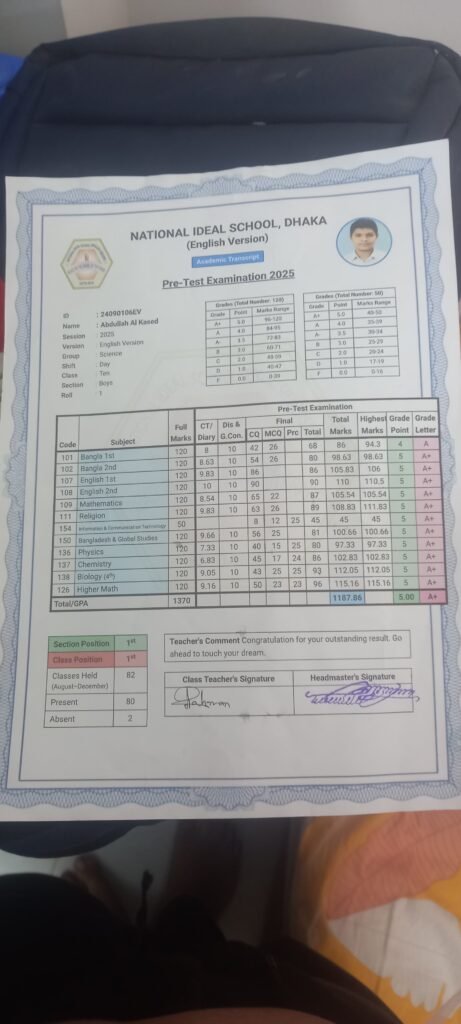 NATIONAL IDEAL SCHOOL, DHAKA
(English Version)
Academic Transcript
Pre-Test Examination 2025
ID : 24090106EV
Name : Abdullah Al Kased
Session : 2025
Version : English Version
Group : Science
Shift : Day
Class : Ten
Section : Boys
Roll : 1
Grades (Total Number: 120)
Grade Point Marks Range
A+ 5.0 96-120
A 4.0 84-95
A- 3.5 72-83
B 3.0 60-71
C 2.0 48-59
D 1.0 40-47
F 0.0 0-39
Grades (Total Number: 50)
Grade Point Marks Range
A+ 5.0 40-50
A 4.0 35-39
A- 3.5 30-34
B 3.0 25-29
C 2.0 20-24
D 1.0 17-19
F 0.0 0-16
Pre-Test Examination
Code Subject Full Marks CT/ Diary Dis & G.Con. Final CQ MCQ Prc Total Total Marks Highest Marks Grade Point Grade Letter
101 Bangla 1st 120 8 10 42 26 68 86 94.3 4 A
102 Bangla 2nd 120 8.63 10 54 26 80 98.63 98.63 5 A+
107 English 1st 120 9.83 10 86 86 105.83 106 5 A+
108 English 2nd 120 10 10 90 90 110 110.5 5 A+
109 Mathematics 120 8.54 10 65 22 87 105.54 105.54 5 A+
111 Religion 120 9.83 10 63 26 89 108.83 111.83 5 A+
154 Information & Communication Technology 50 8 12 25 45 45 45 5 A+
150 Bangladesh & Global Studies 120 9.66 10 56 25 81 100.66 100.66 5 A+
136 Physics 120 7.33 10 40 15 25 80 97.33 97.33 5 A+
137 Chemistry 120 6.83 10 45 17 24 86 102.83 102.83 5 A+
138 Biology (4th) 120 9.05 10 43 25 25 93 112.05 112.05 5 A+
126 Higher Math 120 9.16 10 50 23 23 96 115.16 115.16 5 A+
Total/GPA 1370 1187.86 5.00 A+
Section Position 1st
Class Position 1st
Classes Held (August–December) 82
Present 80
Absent 2
Teacher's Comment Congratulation for your outstanding result. Go
ahead to touch your dream.
Class Teacher's Signature
Headmaster's Signature